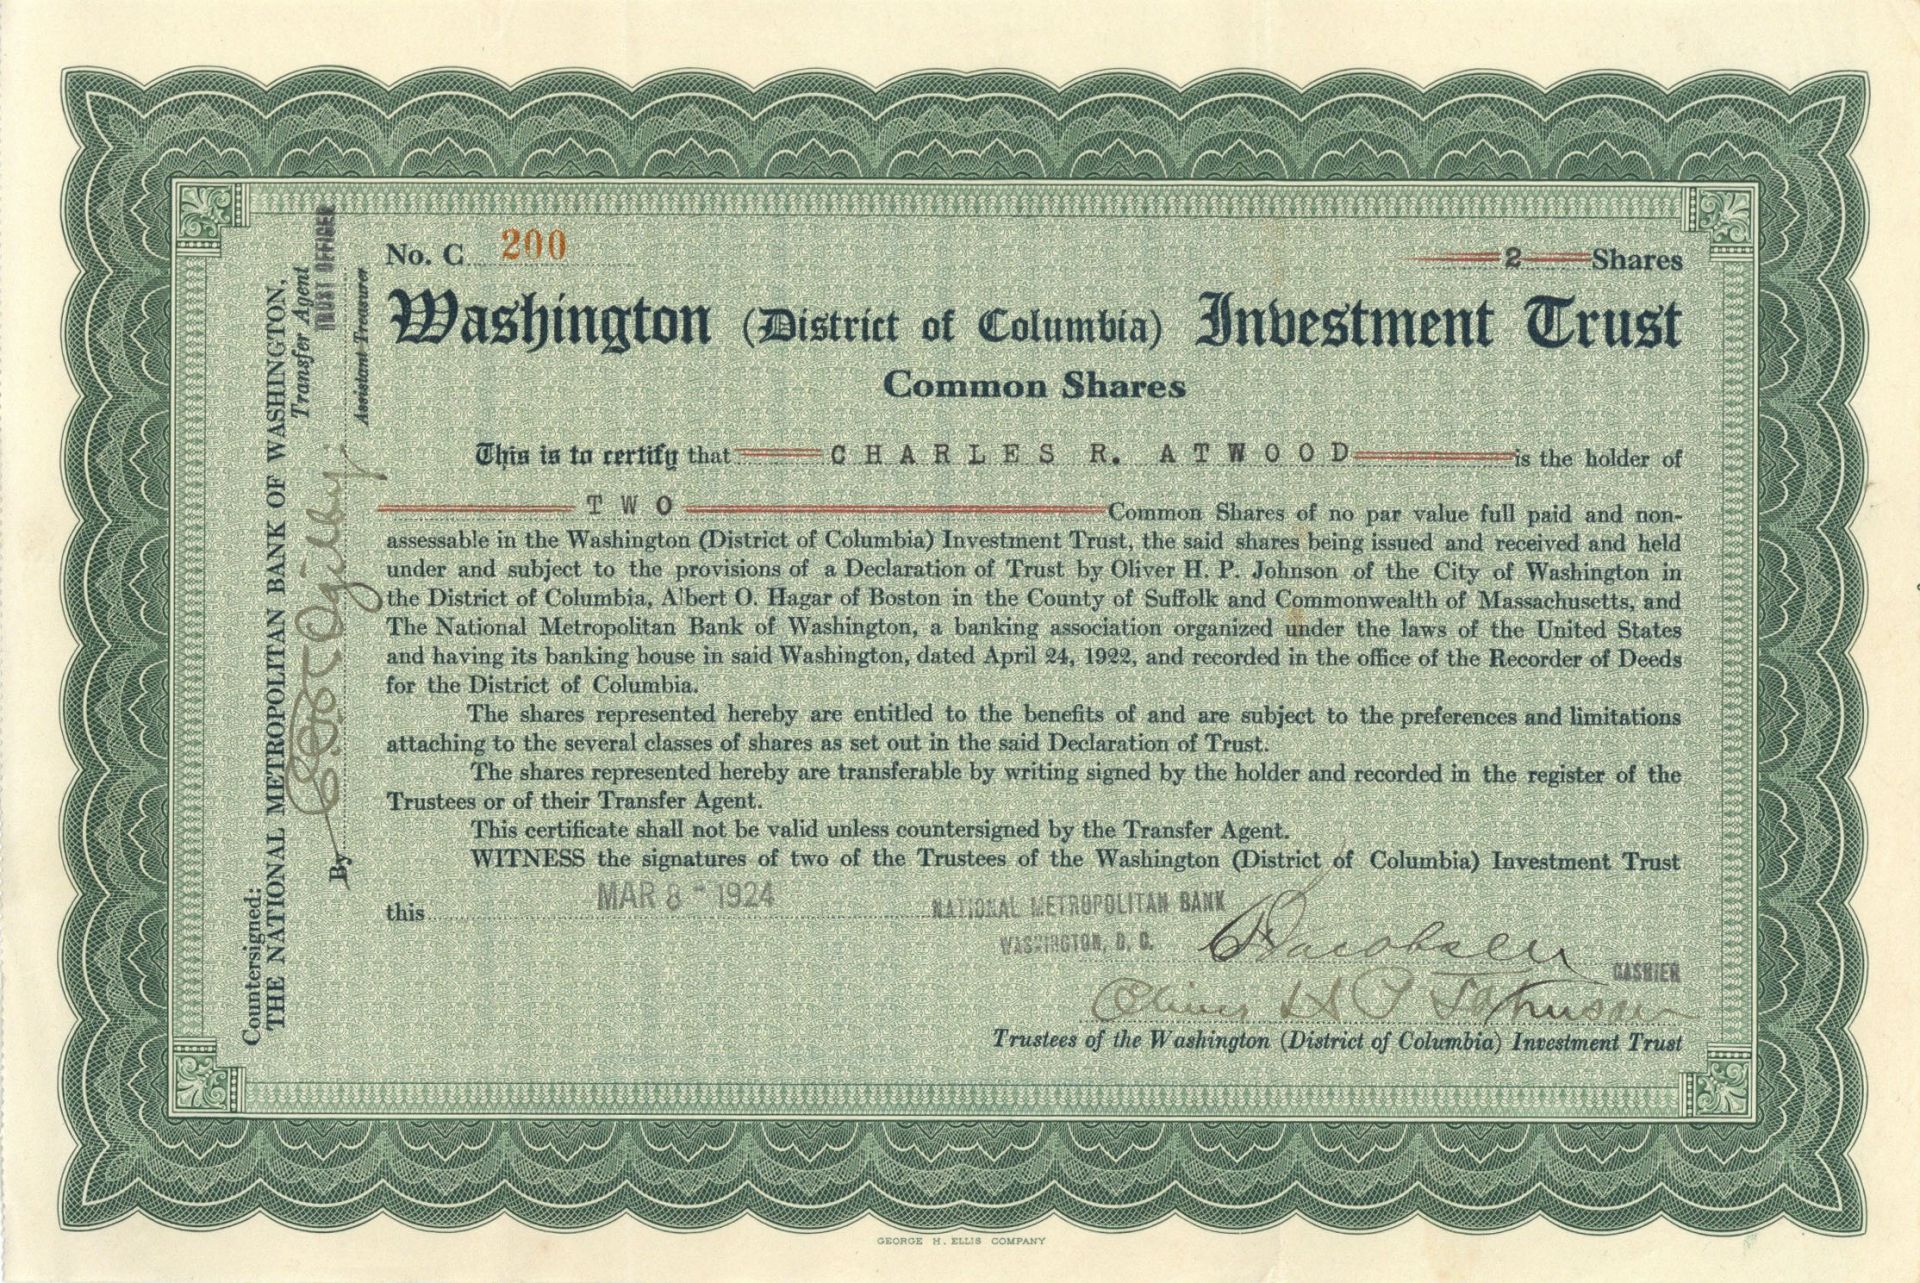 No. C 200
2 Shares
Washington (District of Columbia) Investment Trust
Common Shares
This is to certify that CHARLES R. ATWOOD is the holder of
TWO Common Shares of no par value full paid and non-
assessable in the Washington (District of Columbia) Investment Trust, the said shares being issued and received and held
under and subject to the provisions of a Declaration of Trust by Oliver H. P. Johnson of the City of Washington in
the District of Columbia, Albert O. Hagar of Boston in the County of Suffolk and Commonwealth of Massachusetts, and
The National Metropolitan Bank of Washington, a banking association organized under the laws of the United States
and having its banking house in said Washington, dated April 24, 1922, and recorded in the office of the Recorder of Deeds
for the District of Columbia.
The shares represented hereby are entitled to the benefits of and are subject to the preferences and limitations
attaching to the several classes of shares as set out in the said Declaration of Trust.
The shares represented hereby are transferable by writing signed by the holder and recorded in the register of the
Trustees or of their Transfer Agent.
This certificate shall not be valid unless countersigned by the Transfer Agent.
WITNESS the signatures of two of the Trustees of the Washington (District of Columbia) Investment Trust
this MAR 8 - 1924
NATIONAL METROPOLITAN BANK
WASHINGTON, D. C.
CASHIER
Oliver H P Johnson
Trustees of the Washington (District of Columbia) Investment Trust
Countersigned:
THE NATIONAL METROPOLITAN BANK OF WASHINGTON,
Transfer Agent
TRUST OFFICER
By
Assistant Treasurer
GEORGE H. ELLIS COMPANY